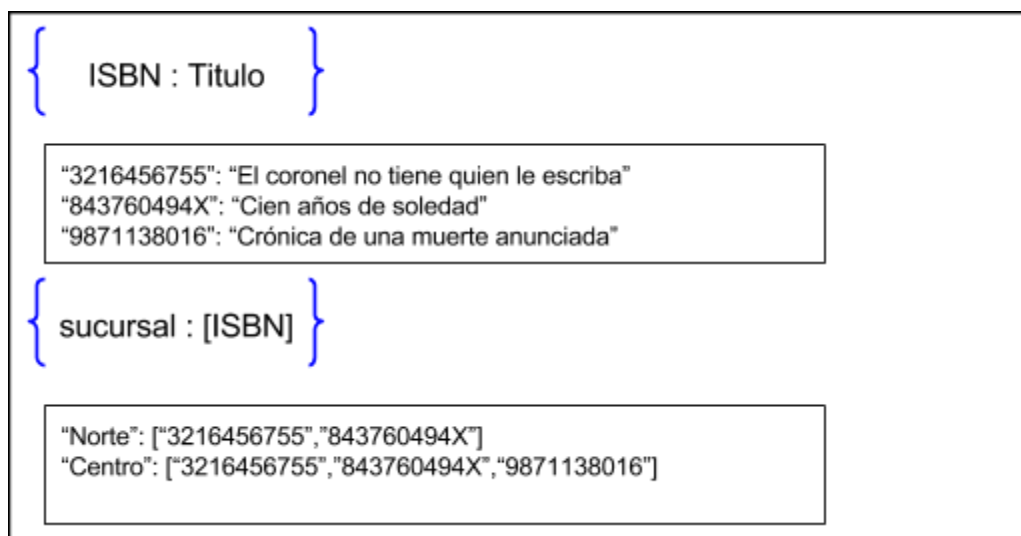 ISBN : Titulo
“3216456755”: “El coronel no tiene quien le escriba”
“843760494X”: “Cien años de soledad”
“9871138016”: “Crónica de una muerte anunciada”
sucursal : [ISBN]
“Norte”: [“3216456755”,”843760494X”]
“Centro”: [“3216456755”,”843760494X”,“9871138016”]